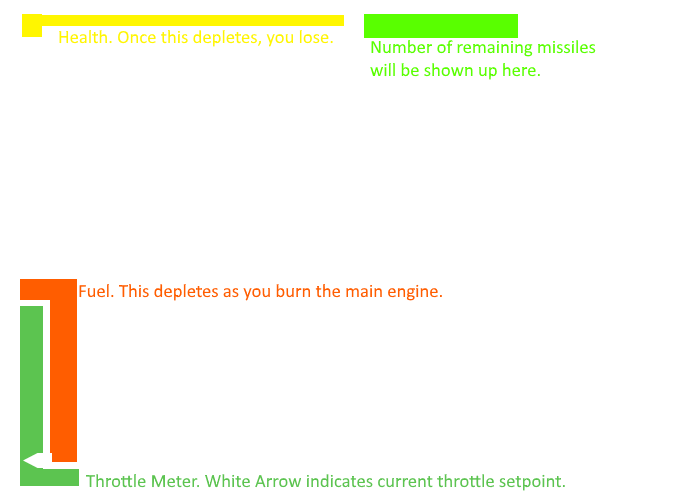 Health. Once this depletes, you lose.
Number of remaining missiles
will be shown up here.
Fuel. This depletes as you burn the main engine.
Throttle Meter. White Arrow indicates current throttle setpoint.